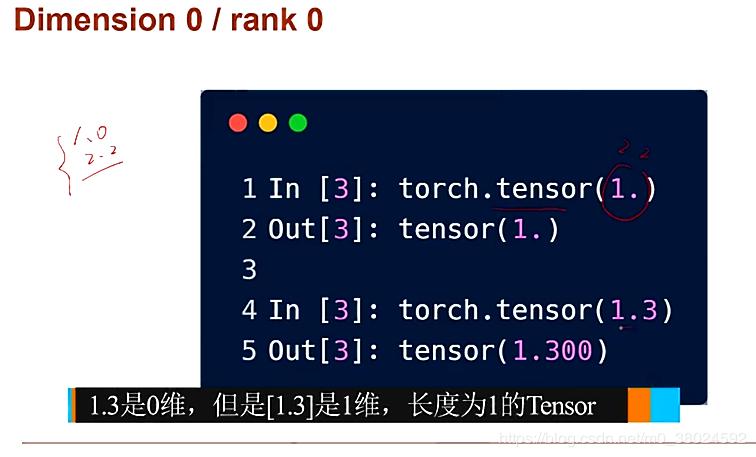 Dimension 0 / rank 0
1.0
2.2
2 2
1 In [3]: torch.tensor(1.)
2 Out[3]: tensor(1.)
3
4 In [3]: torch.tensor(1.3)
5 Out[3]: tensor(1.300)
1.3是0维，但是[1.3]是1维，长度为1的Tensor
https://blog.csdn.net/m0_38024592